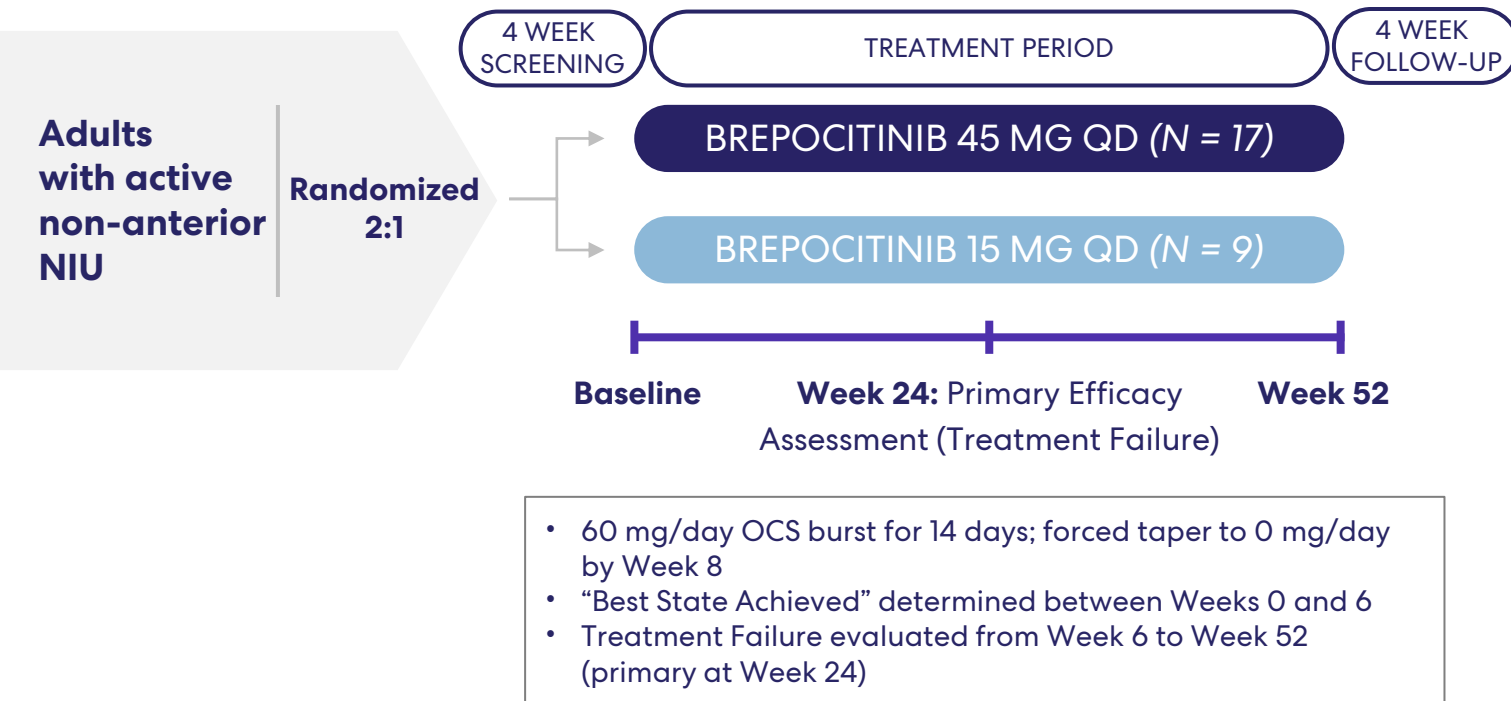 4 WEEK
SCREENING
TREATMENT PERIOD
4 WEEK
FOLLOW-UP
Adults
with active
non-anterior
NIU
Randomized
2:1
BREPOCITINIB 45 MG QD (N = 17)
BREPOCITINIB 15 MG QD (N = 9)
Baseline
Week 24: Primary Efficacy
Assessment (Treatment Failure)
Week 52
• 60 mg/day OCS burst for 14 days; forced taper to 0 mg/day
by Week 8
• “Best State Achieved” determined between Weeks 0 and 6
• Treatment Failure evaluated from Week 6 to Week 52
(primary at Week 24)